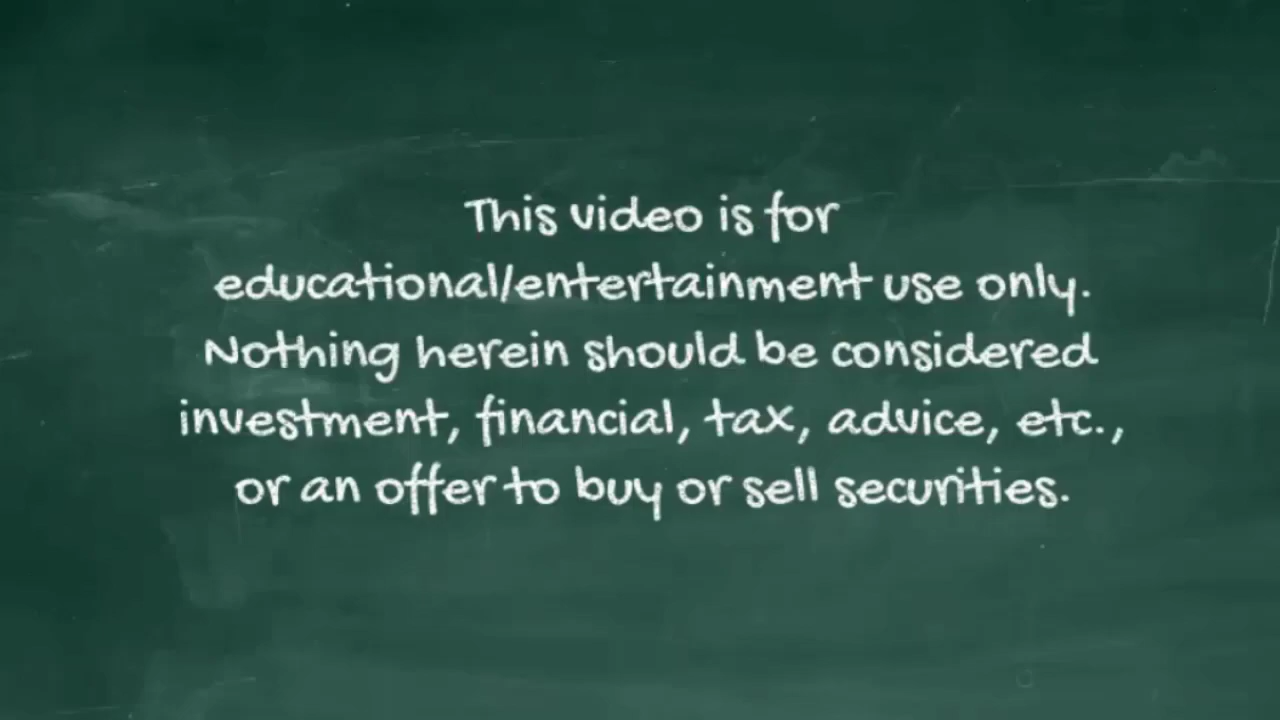 This video is for
educational/entertainment use only.
Nothing herein should be considered
investment, financial, tax, advice, etc.,
or an offer to buy or sell securities.